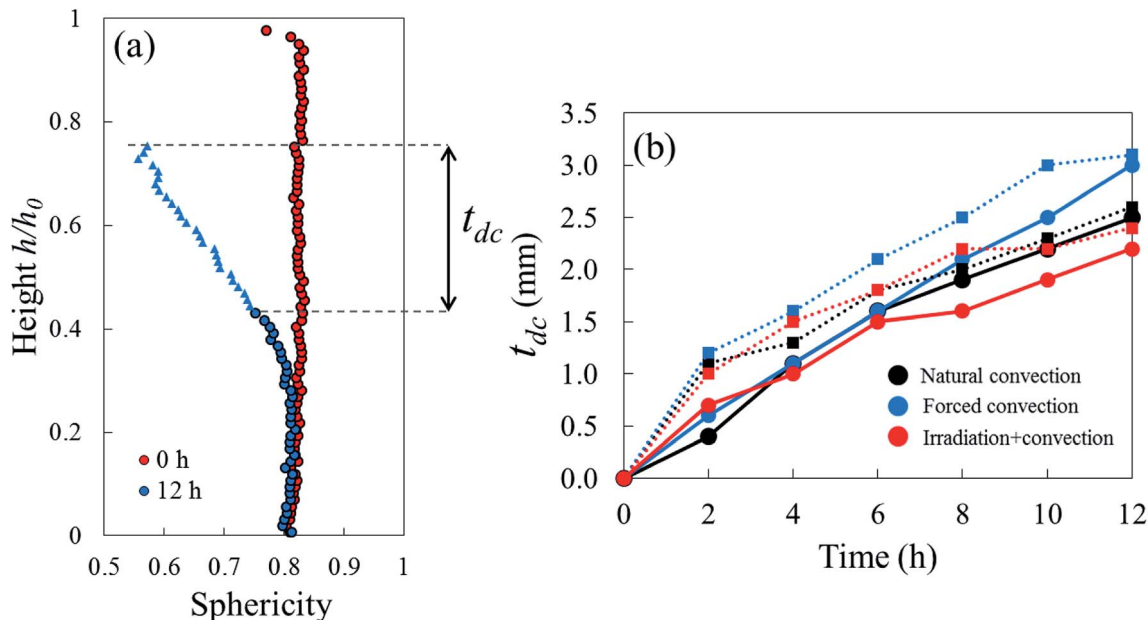 (a)
Height h/h0
1
0.8
0.6
0.4
0.2
0
tdc
0 h
12 h
0.5 0.6 0.7 0.8 0.9 1
Sphericity
(b)
tdc (mm)
3.5
3.0
2.5
2.0
1.5
1.0
0.5
0.0
Natural convection
Forced convection
Irradiation+convection
0 2 4 6 8 10 12
Time (h)